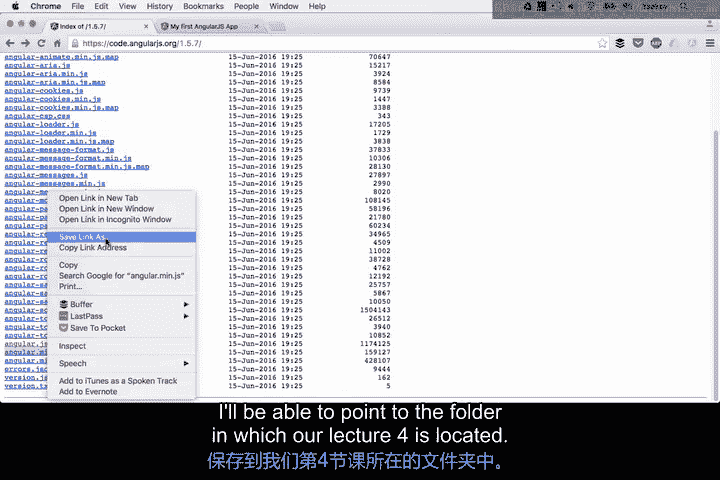 Chrome File Edit View History Bookmarks People Window Help
Index of /1.5.7/
My First AngularJS App
https://code.angularjs.org/1.5.7/
angular-animate.min.js.map 15-Jun-2016 19:25 70647
angular-aria.js 15-Jun-2016 19:25 15217
angular-aria.min.js 15-Jun-2016 19:25 3924
angular-aria.min.js.map 15-Jun-2016 19:25 8584
angular-cookies.js 15-Jun-2016 19:25 9739
angular-cookies.min.js 15-Jun-2016 19:25 1447
angular-cookies.min.js.map 15-Jun-2016 19:25 3388
angular-csp.css 15-Jun-2016 19:25 343
angular-loader.js 15-Jun-2016 19:25 17205
angular-loader.min.js 15-Jun-2016 19:25 1729
angular-loader.min.js.map 15-Jun-2016 19:25 3838
angular-message-format.js 15-Jun-2016 19:25 37833
angular-message-format.min.js 15-Jun-2016 19:25 10306
angular-message-format.min.js.map 15-Jun-2016 19:25 28130
angular-messages.js 15-Jun-2016 19:25 27897
angular-messages.min.js 15-Jun-2016 19:25 2990
15-Jun-2016 19:25 8020
15-Jun-2016 19:25 108145
15-Jun-2016 19:25 58196
15-Jun-2016 19:25 21780
15-Jun-2016 19:25 60234
15-Jun-2016 19:25 34965
15-Jun-2016 19:25 4509
15-Jun-2016 19:25 11002
15-Jun-2016 19:25 38728
15-Jun-2016 19:25 4762
15-Jun-2016 19:25 12192
15-Jun-2016 19:25 25757
15-Jun-2016 19:25 5867
15-Jun-2016 19:25 10050
15-Jun-2016 19:25 1504143
15-Jun-2016 19:25 26512
15-Jun-2016 19:25 3940
15-Jun-2016 19:25 10852
15-Jun-2016 19:25 1174125
15-Jun-2016 19:25 159127
15-Jun-2016 19:25 428107
15-Jun-2016 19:25 9444
15-Jun-2016 19:25 162
15-Jun-2016 19:25 5
Open Link in New Tab
Open Link in New Window
Open Link in Incognito Window
Save Link As...
Copy Link Address
Copy
Search Google for “angular.min.js”
Print...
Buffer
LastPass
Save To Pocket
Inspect
Speech
Add to iTunes as a Spoken Track
Add to Evernote
I'll be able to point to the folder
in which our lecture 4 is located.
保存到我们第4节课所在的文件夹中。